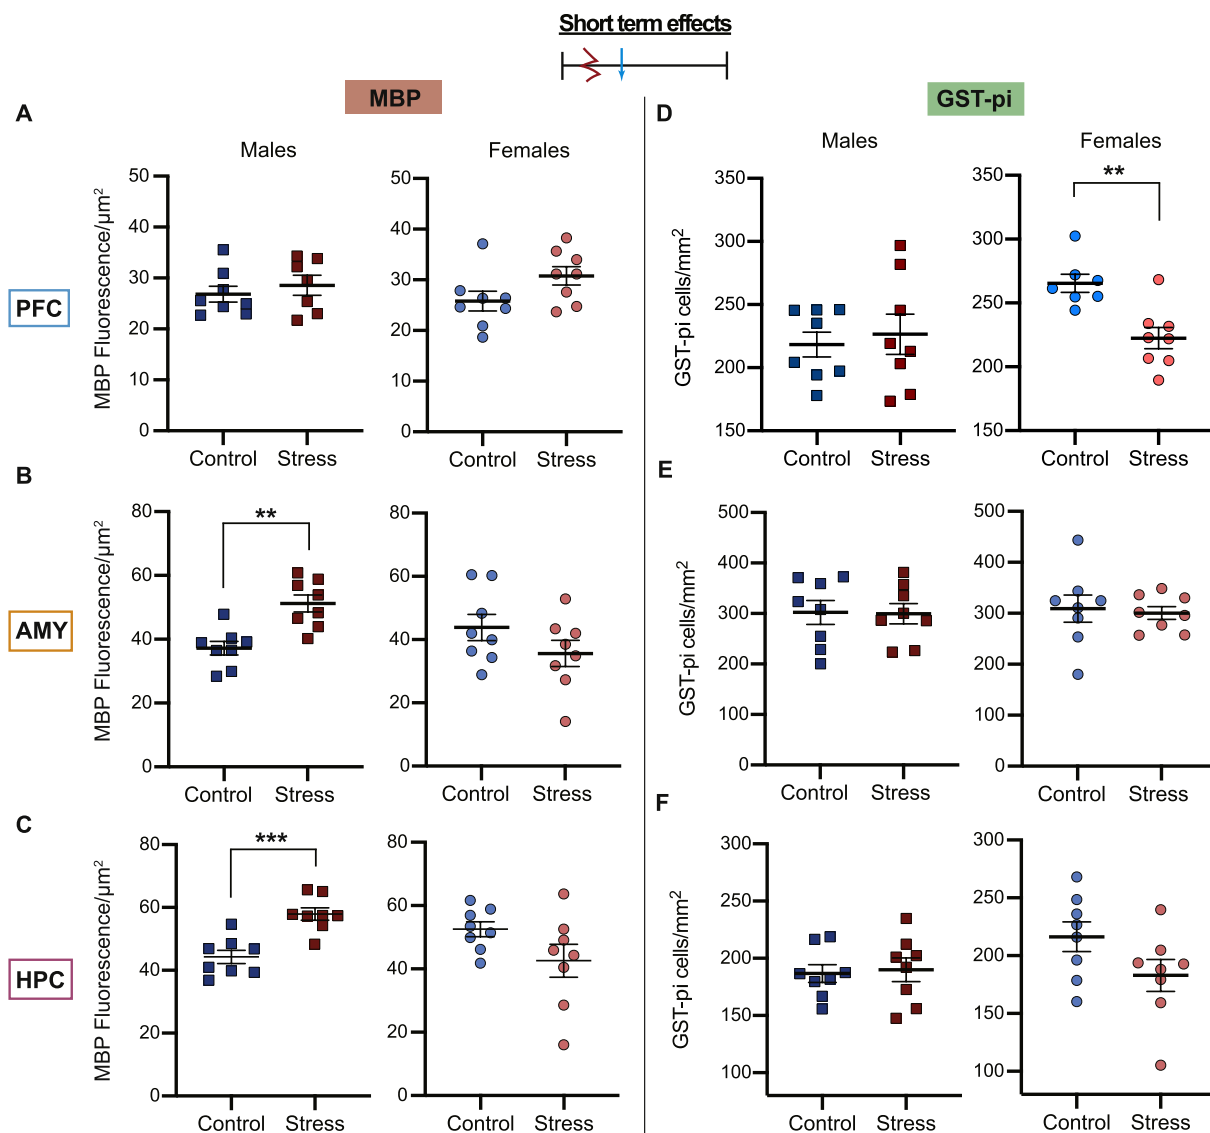 Short term effects
MBP
GST-pi
A
Males
Females
MBP Fluorescence/µm²
50
40
30
20
10
0
Control
Stress
50
40
30
20
10
0
Control
Stress
PFC
D
Males
Females
GST-pi cells/mm²
350
300
250
200
150
Control
Stress
350
300
250
200
150
**
Control
Stress
B
MBP Fluorescence/µm²
80
60
40
20
0
**
Control
Stress
80
60
40
20
0
Control
Stress
AMY
E
GST-pi cells/mm²
500
400
300
200
100
0
Control
Stress
500
400
300
200
100
0
Control
Stress
C
MBP Fluorescence/µm²
80
60
40
20
0
***
Control
Stress
80
60
40
20
0
Control
Stress
HPC
F
GST-pi cells/mm²
300
250
200
150
100
Control
Stress
300
250
200
150
100
Control
Stress